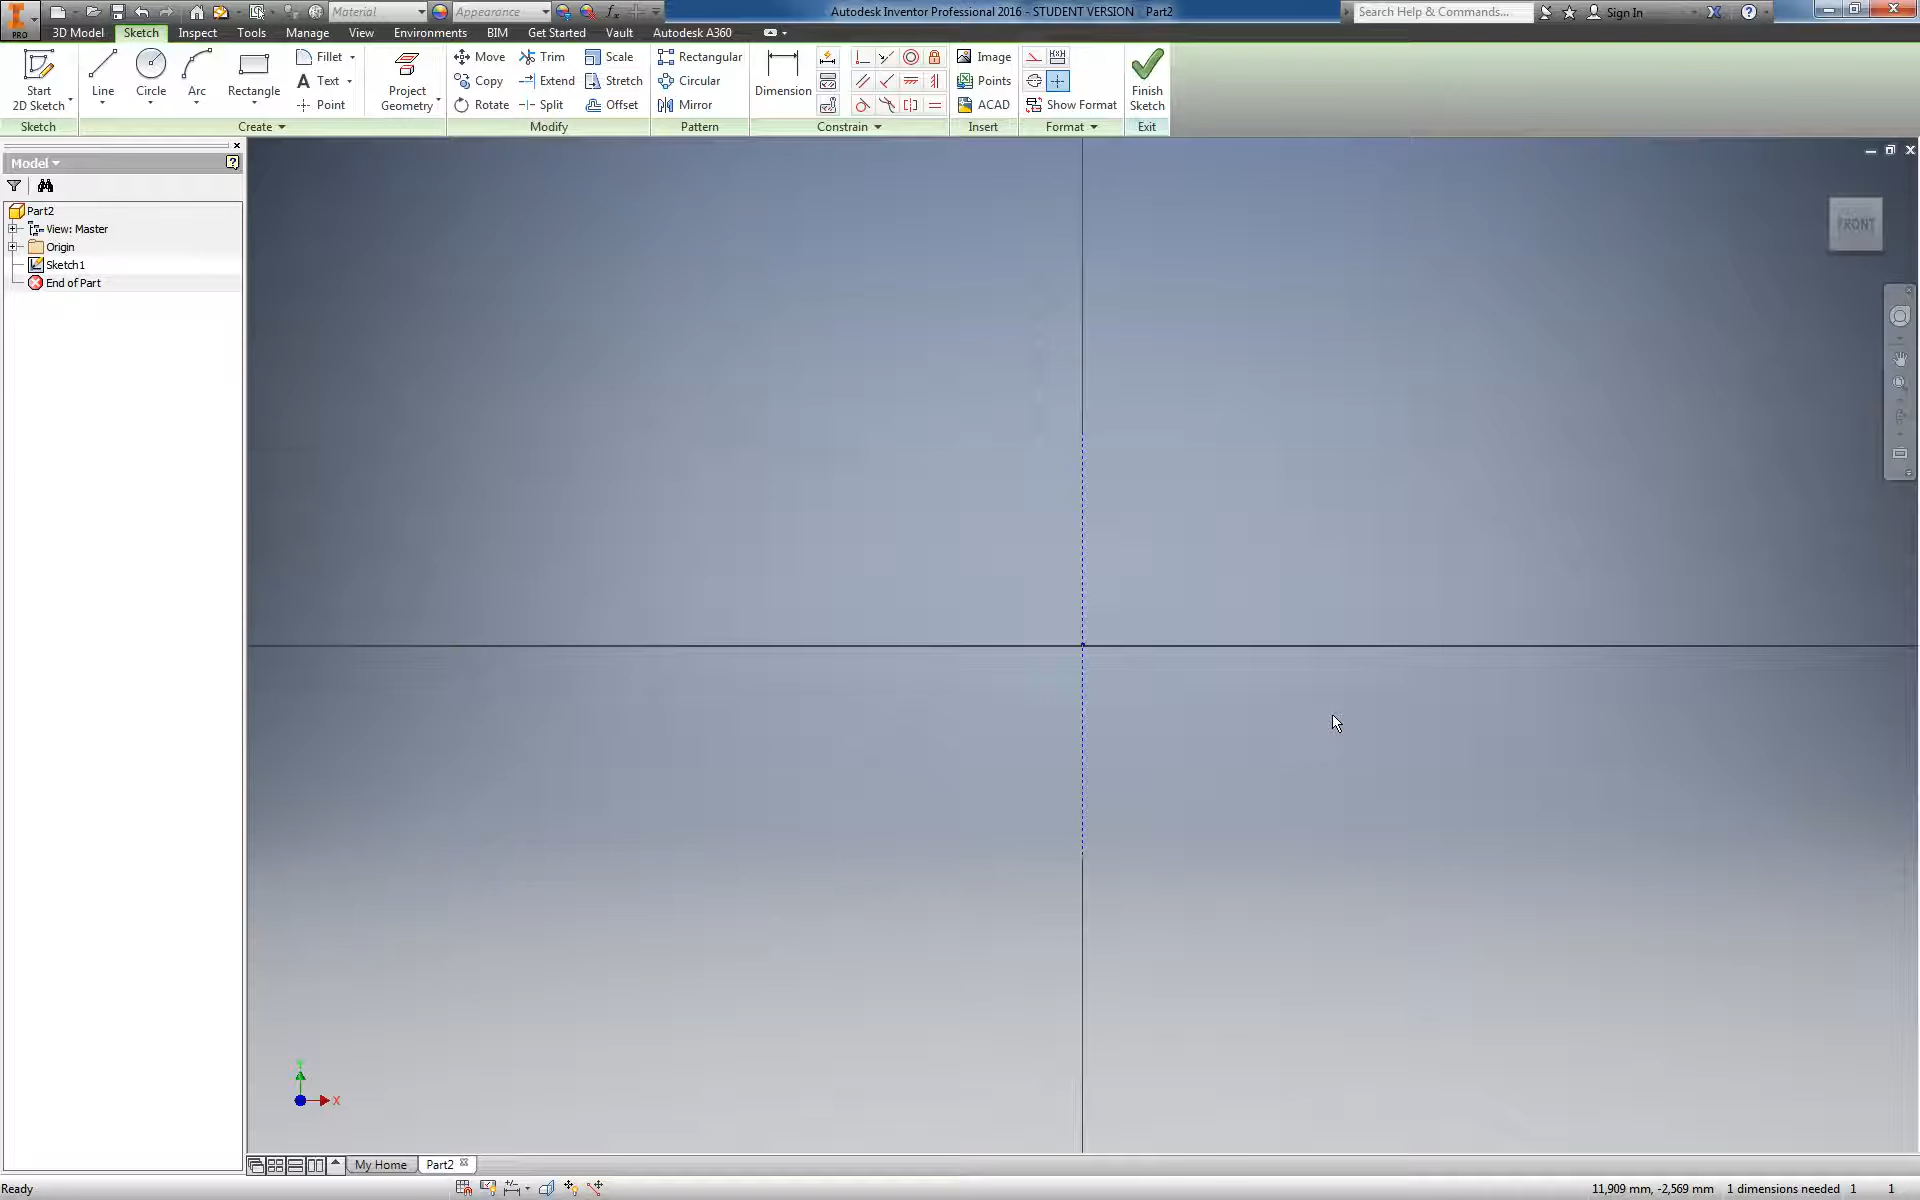 Material
Appearance
Autodesk Inventor Professional 2016 - STUDENT VERSION Part2
Search Help & Commands...
Sign In
PRO
3D Model Sketch Inspect Tools Manage View Environments BIM Get Started Vault Autodesk A360
Start
2D Sketch
Line
Circle
Arc
Rectangle
Fillet
Text
Point
Project
Geometry
Move
Copy
Rotate
Trim
Extend
Split
Scale
Stretch
Offset
Rectangular
Circular
Mirror
Dimension
Image
Points
ACAD
Show Format
Finish
Sketch
Sketch Create Modify Pattern Constrain Insert Format Exit
Model
Part2
View: Master
Origin
Sketch1
End of Part
FRONT
Y
X
My Home Part2
Ready
11,909 mm, -2,569 mm 1 dimensions needed 1 1